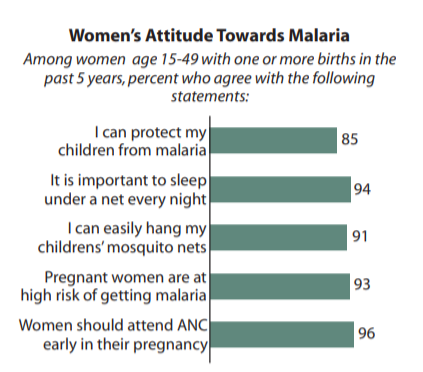 Women’s Attitude Towards Malaria
Among women age 15-49 with one or more births in the
past 5 years, percent who agree with the following
statements:
I can protect my
children from malaria
85
It is important to sleep
under a net every night
94
I can easily hang my
childrens’ mosquito nets
91
Pregnant women are at
high risk of getting malaria
93
Women should attend ANC
early in their pregnancy
96